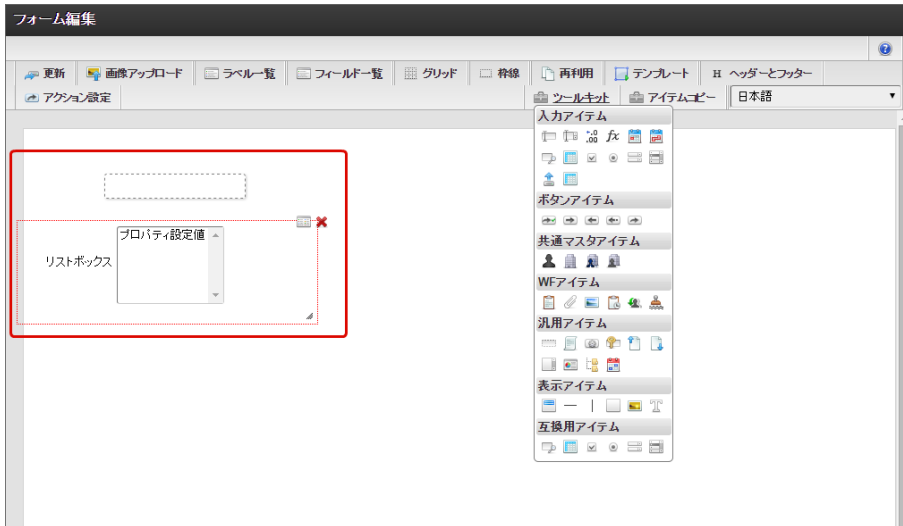 フォーム編集
更新 画像アップロード ラベル一覧 フィールド一覧 グリッド 枠線 再利用 テンプレート H ヘッダーとフッター
アクション設定 ツールキット アイテムコピー 日本語
入力アイテム
ボタンアイテム
共通マスタアイテム
WFアイテム
汎用アイテム
表示アイテム
互換用アイテム
プロパティ設定値
リストボックス